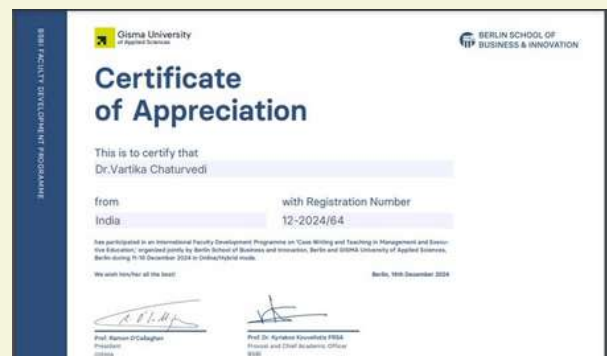 BSBI FACULTY DEVELOPMENT PROGRAMME
Gisma University
of Applied Sciences
BERLIN SCHOOL OF
BUSINESS & INNOVATION
Certificate
of Appreciation
This is to certify that
Dr.Vartika Chaturvedi
from
with Registration Number
India
12-2024/64
has participated in an International Faculty Development Programme on 'Case Writing and Teaching in Management and Execu-
tive Education,' organized jointly by Berlin School of Business and Innovation, Berlin and GISMA University of Applied Sciences,
Berlin during 11-18 December 2024 in Online/Hybrid mode.
We wish him/her all the best!
Berlin, 19th December 2024
Prof. Ramon O'Callaghan
President
GISMA
Prof. Dr. Kyriakos Kouveliotis FRSA
Provost and Chief Academic Officer
BSBI